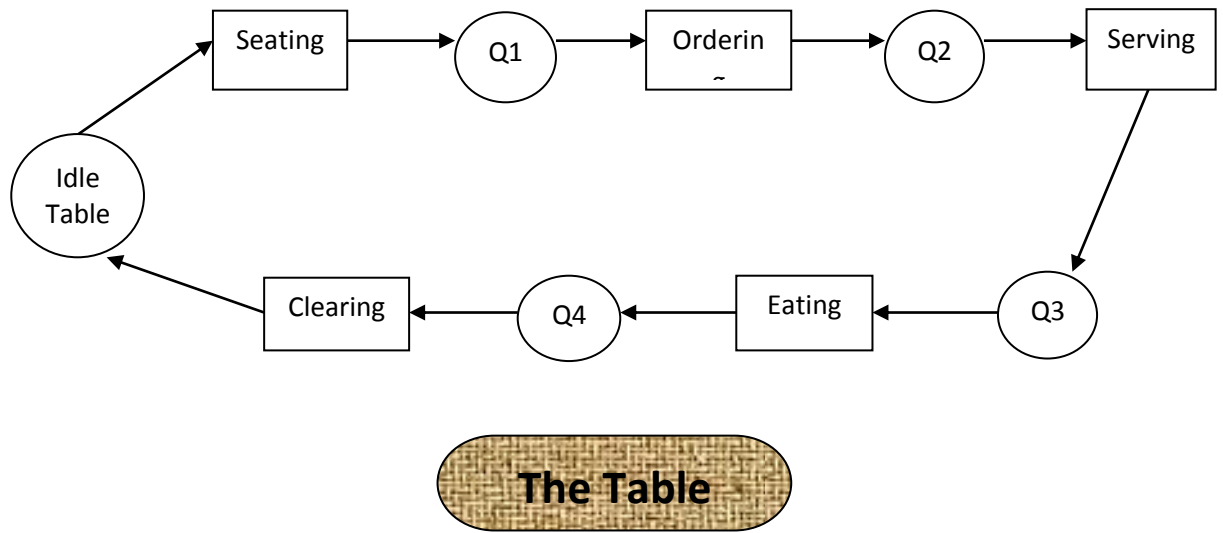 Seating
Q1
Orderin
Q2
Serving
Idle
Table
Clearing
Q4
Eating
Q3
The Table